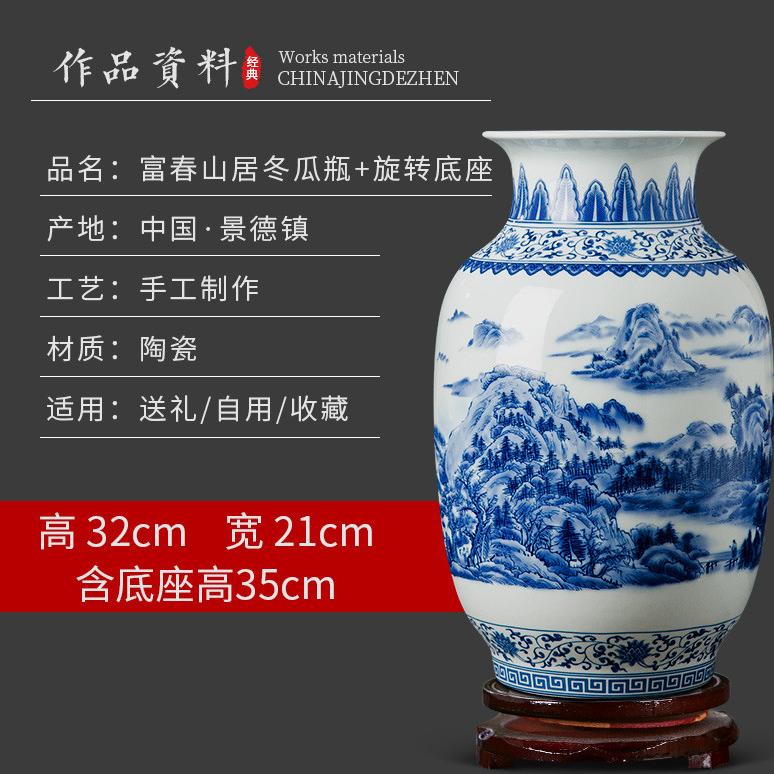 作品資料 经典 Works materials
CHINAJINGDEZHEN
品名：富春山居冬瓜瓶+旋转底座
产地：中国·景德镇
工艺：手工制作
材质：陶瓷
适用：送礼/自用/收藏
高 32cm 宽 21cm
含底座高35cm